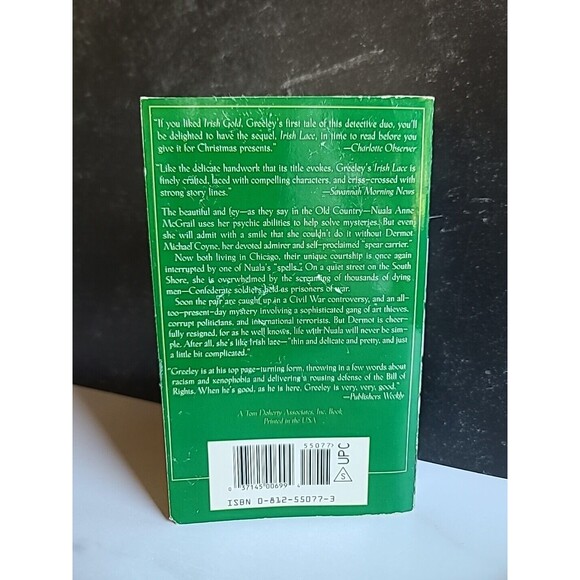 "If you liked Irish Gold, Greeley's first tale of this detective duo, you'll
be delighted to have the sequel, Irish Lace, in time to read before you
give it for Christmas presents." —Charlotte Observer
"Like the delicate handwork that its title evokes, Greeley's Irish Lace is
finely crafted, laced with compelling characters, and criss-crossed with
strong story lines." —Savannah Morning News
The beautiful and fey—as they say in the Old Country—Nuala Anne
McGrail uses her psychic abilities to help solve mysteries. But even
she will admit with a smile that she couldn't do it without Dermot
Michael Coyne, her devoted admirer and self-proclaimed "spear carrier."
Now both living in Chicago, their unique courtship is once again
interrupted by one of Nuala's "spells." On a quiet street on the South
Shore, she is overwhelmed by the screaming of thousands of dying
men—Confederate soldiers held as prisoners of war.
Soon the pair are caught up in a Civil War controversy, and an all-
too-present-day mystery involving a sophisticated gang of art thieves,
corrupt politicians, and international terrorists. But Dermot is cheer-
fully resigned, for as he well knows, life with Nuala will never be sim-
ple. After all, she's like Irish lace—"thin and delicate and pretty, and just
a little bit complicated."
"Greeley is at his top page-turning form, throwing in a few words about
racism and xenophobia and delivering a rousing defense of the Bill of
Rights. When he's good, as he is here, Greeley is very, very, good."
—Publishers Weekly
A Tom Doherty Associates, Inc. Book
Printed in the USA
55077
0 37145 00699
S UPC
ISBN 0-812-55077-3